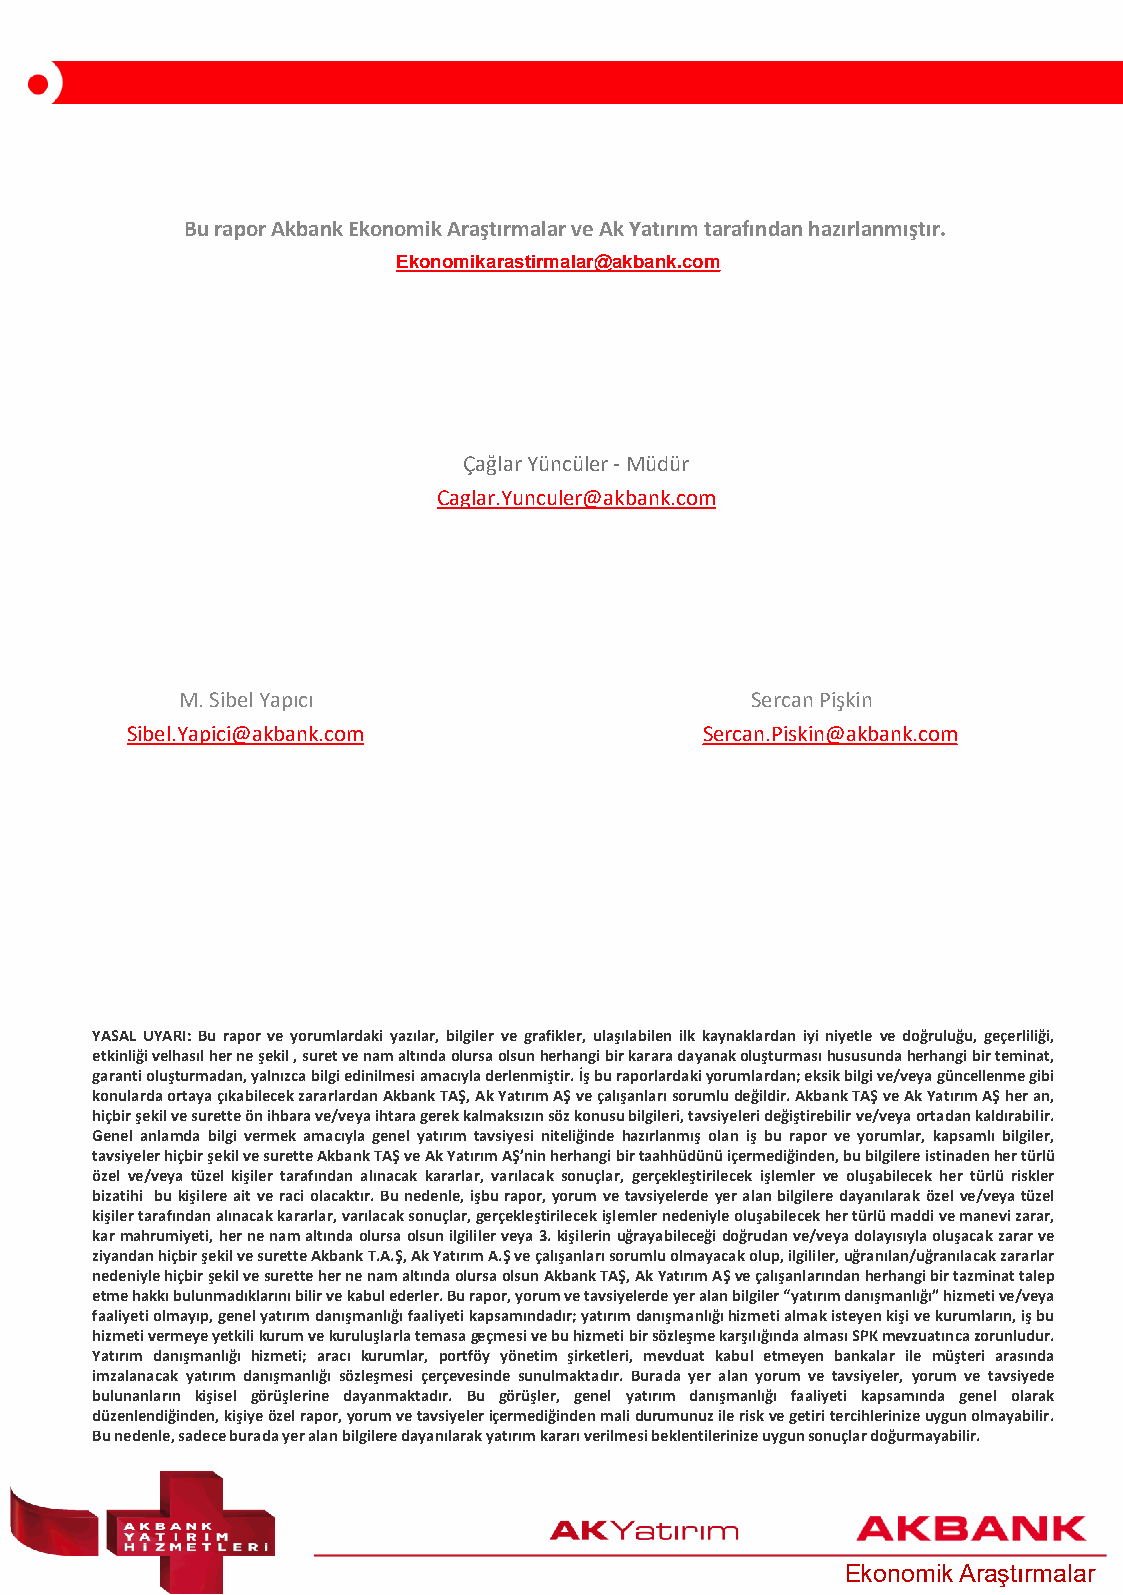 Bu rapor Akbank Ekonomik Araştırmalar ve Ak Yatırım tarafından hazırlanmıştır.
Ekonomikarastirmalar@akbank.com
Çağlar Yüncüler - Müdür
Caglar.Yunculer@akbank.com
M. Sibel Yapıcı
Sibel.Yapici@akbank.com
Sercan Pişkin
Sercan.Piskin@akbank.com
YASAL UYARI: Bu rapor ve yorumlardaki yazılar, bilgiler ve grafikler, ulaşılabilen ilk kaynaklardan iyi niyetle ve doğruluğu, geçerliliği,
etkinliği velhasıl her ne şekil , suret ve nam altında olursa olsun herhangi bir karara dayanak oluşturması hususunda herhangi bir teminat,
garanti oluşturmadan, yalnızca bilgi edinilmesi amacıyla derlenmiştir. İş bu raporlardaki yorumlardan; eksik bilgi ve/veya güncellenme gibi
konularda ortaya çıkabilecek zararlardan Akbank TAŞ, Ak Yatırım AŞ ve çalışanları sorumlu değildir. Akbank TAŞ ve Ak Yatırım AŞ her an,
hiçbir şekil ve surette ön ihbara ve/veya ihtara gerek kalmaksızın söz konusu bilgileri, tavsiyeleri değiştirebilir ve/veya ortadan kaldırabilir.
Genel anlamda bilgi vermek amacıyla genel yatırım tavsiyesi niteliğinde hazırlanmış olan iş bu rapor ve yorumlar, kapsamlı bilgiler,
tavsiyeler hiçbir şekil ve surette Akbank TAŞ ve Ak Yatırım AŞ’nin herhangi bir taahhüdünü içermediğinden, bu bilgilere istinaden her türlü
özel ve/veya tüzel kişiler tarafından alınacak kararlar, varılacak sonuçlar, gerçekleştirilecek işlemler ve oluşabilecek her türlü riskler
bizatihi bu kişilere ait ve raci olacaktır. Bu nedenle, işbu rapor, yorum ve tavsiyelerde yer alan bilgilere dayanılarak özel ve/veya tüzel
kişiler tarafından alınacak kararlar, varılacak sonuçlar, gerçekleştirilecek işlemler nedeniyle oluşabilecek her türlü maddi ve manevi zarar,
kar mahrumiyeti, her ne nam altında olursa olsun ilgililer veya 3. kişilerin uğrayabileceği doğrudan ve/veya dolayısıyla oluşacak zarar ve
ziyandan hiçbir şekil ve surette Akbank T.A.Ş, Ak Yatırım A.Ş ve çalışanları sorumlu olmayacak olup, ilgililer, uğranılan/uğranılacak zararlar
nedeniyle hiçbir şekil ve surette her ne nam altında olursa olsun Akbank TAŞ, Ak Yatırım AŞ ve çalışanlarından herhangi bir tazminat talep
etme hakkı bulunmadıklarını bilir ve kabul ederler. Bu rapor, yorum ve tavsiyelerde yer alan bilgiler “yatırım danışmanlığı” hizmeti ve/veya
faaliyeti olmayıp, genel yatırım danışmanlığı faaliyeti kapsamındadır; yatırım danışmanlığı hizmeti almak isteyen kişi ve kurumların, iş bu
hizmeti vermeye yetkili kurum ve kuruluşlarla temasa geçmesi ve bu hizmeti bir sözleşme karşılığında alması SPK mevzuatınca zorunludur.
Yatırım danışmanlığı hizmeti; aracı kurumlar, portföy yönetim şirketleri, mevduat kabul etmeyen bankalar ile müşteri arasında
imzalanacak yatırım danışmanlığı sözleşmesi çerçevesinde sunulmaktadır. Burada yer alan yorum ve tavsiyeler, yorum ve tavsiyede
bulunanların kişisel görüşlerine dayanmaktadır. Bu görüşler, genel yatırım danışmanlığı faaliyeti kapsamında genel olarak
düzenlendiğinden, kişiye özel rapor, yorum ve tavsiyeler içermediğinden mali durumunuz ile risk ve getiri tercihlerinize uygun olmayabilir.
Bu nedenle, sadece burada yer alan bilgilere dayanılarak yatırım kararı verilmesi beklentilerinize uygun sonuçlar doğurmayabilir.
AKBANK
YATIRIM
HİZMETLERİ
AKYatırım
AKBANK
Ekonomik Araştırmalar